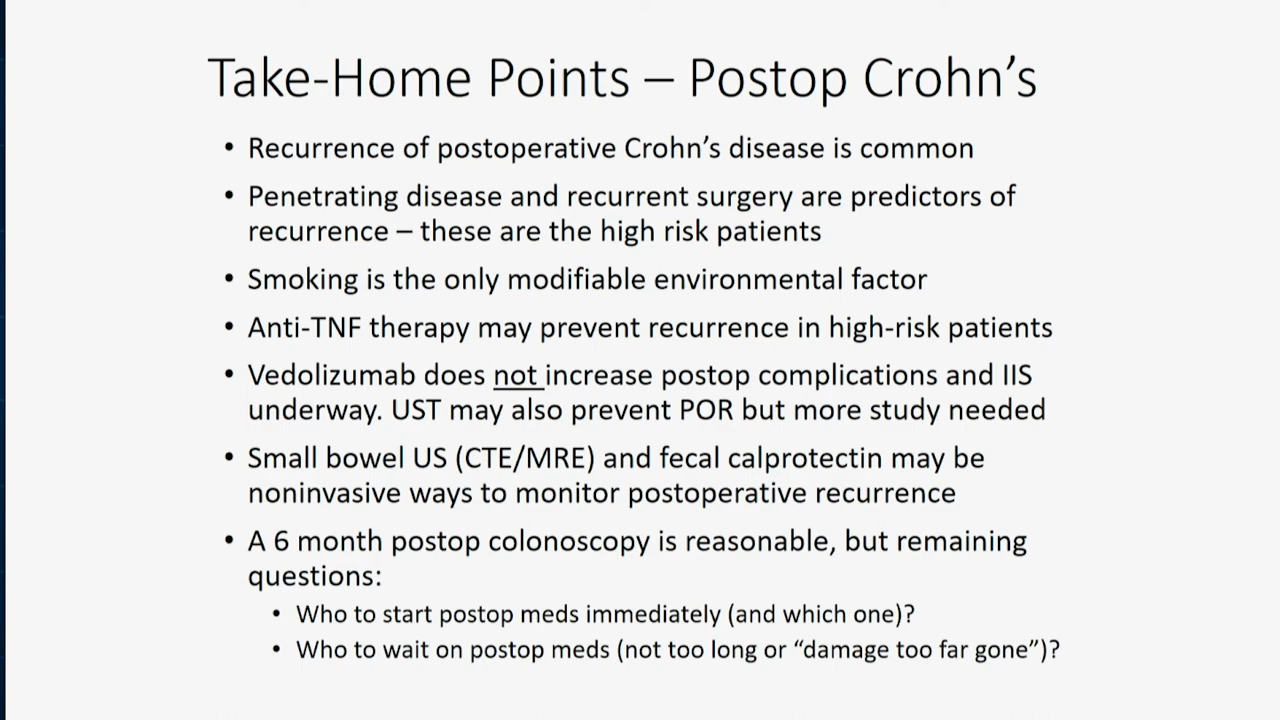 Take-Home Points – Postop Crohn's
• Recurrence of postoperative Crohn's disease is common
• Penetrating disease and recurrent surgery are predictors of
recurrence – these are the high risk patients
• Smoking is the only modifiable environmental factor
• Anti-TNF therapy may prevent recurrence in high-risk patients
• Vedolizumab does not increase postop complications and IIS
underway. UST may also prevent POR but more study needed
• Small bowel US (CTE/MRE) and fecal calprotectin may be
noninvasive ways to monitor postoperative recurrence
• A 6 month postop colonoscopy is reasonable, but remaining
questions:
• Who to start postop meds immediately (and which one)?
• Who to wait on postop meds (not too long or “damage too far gone”)?